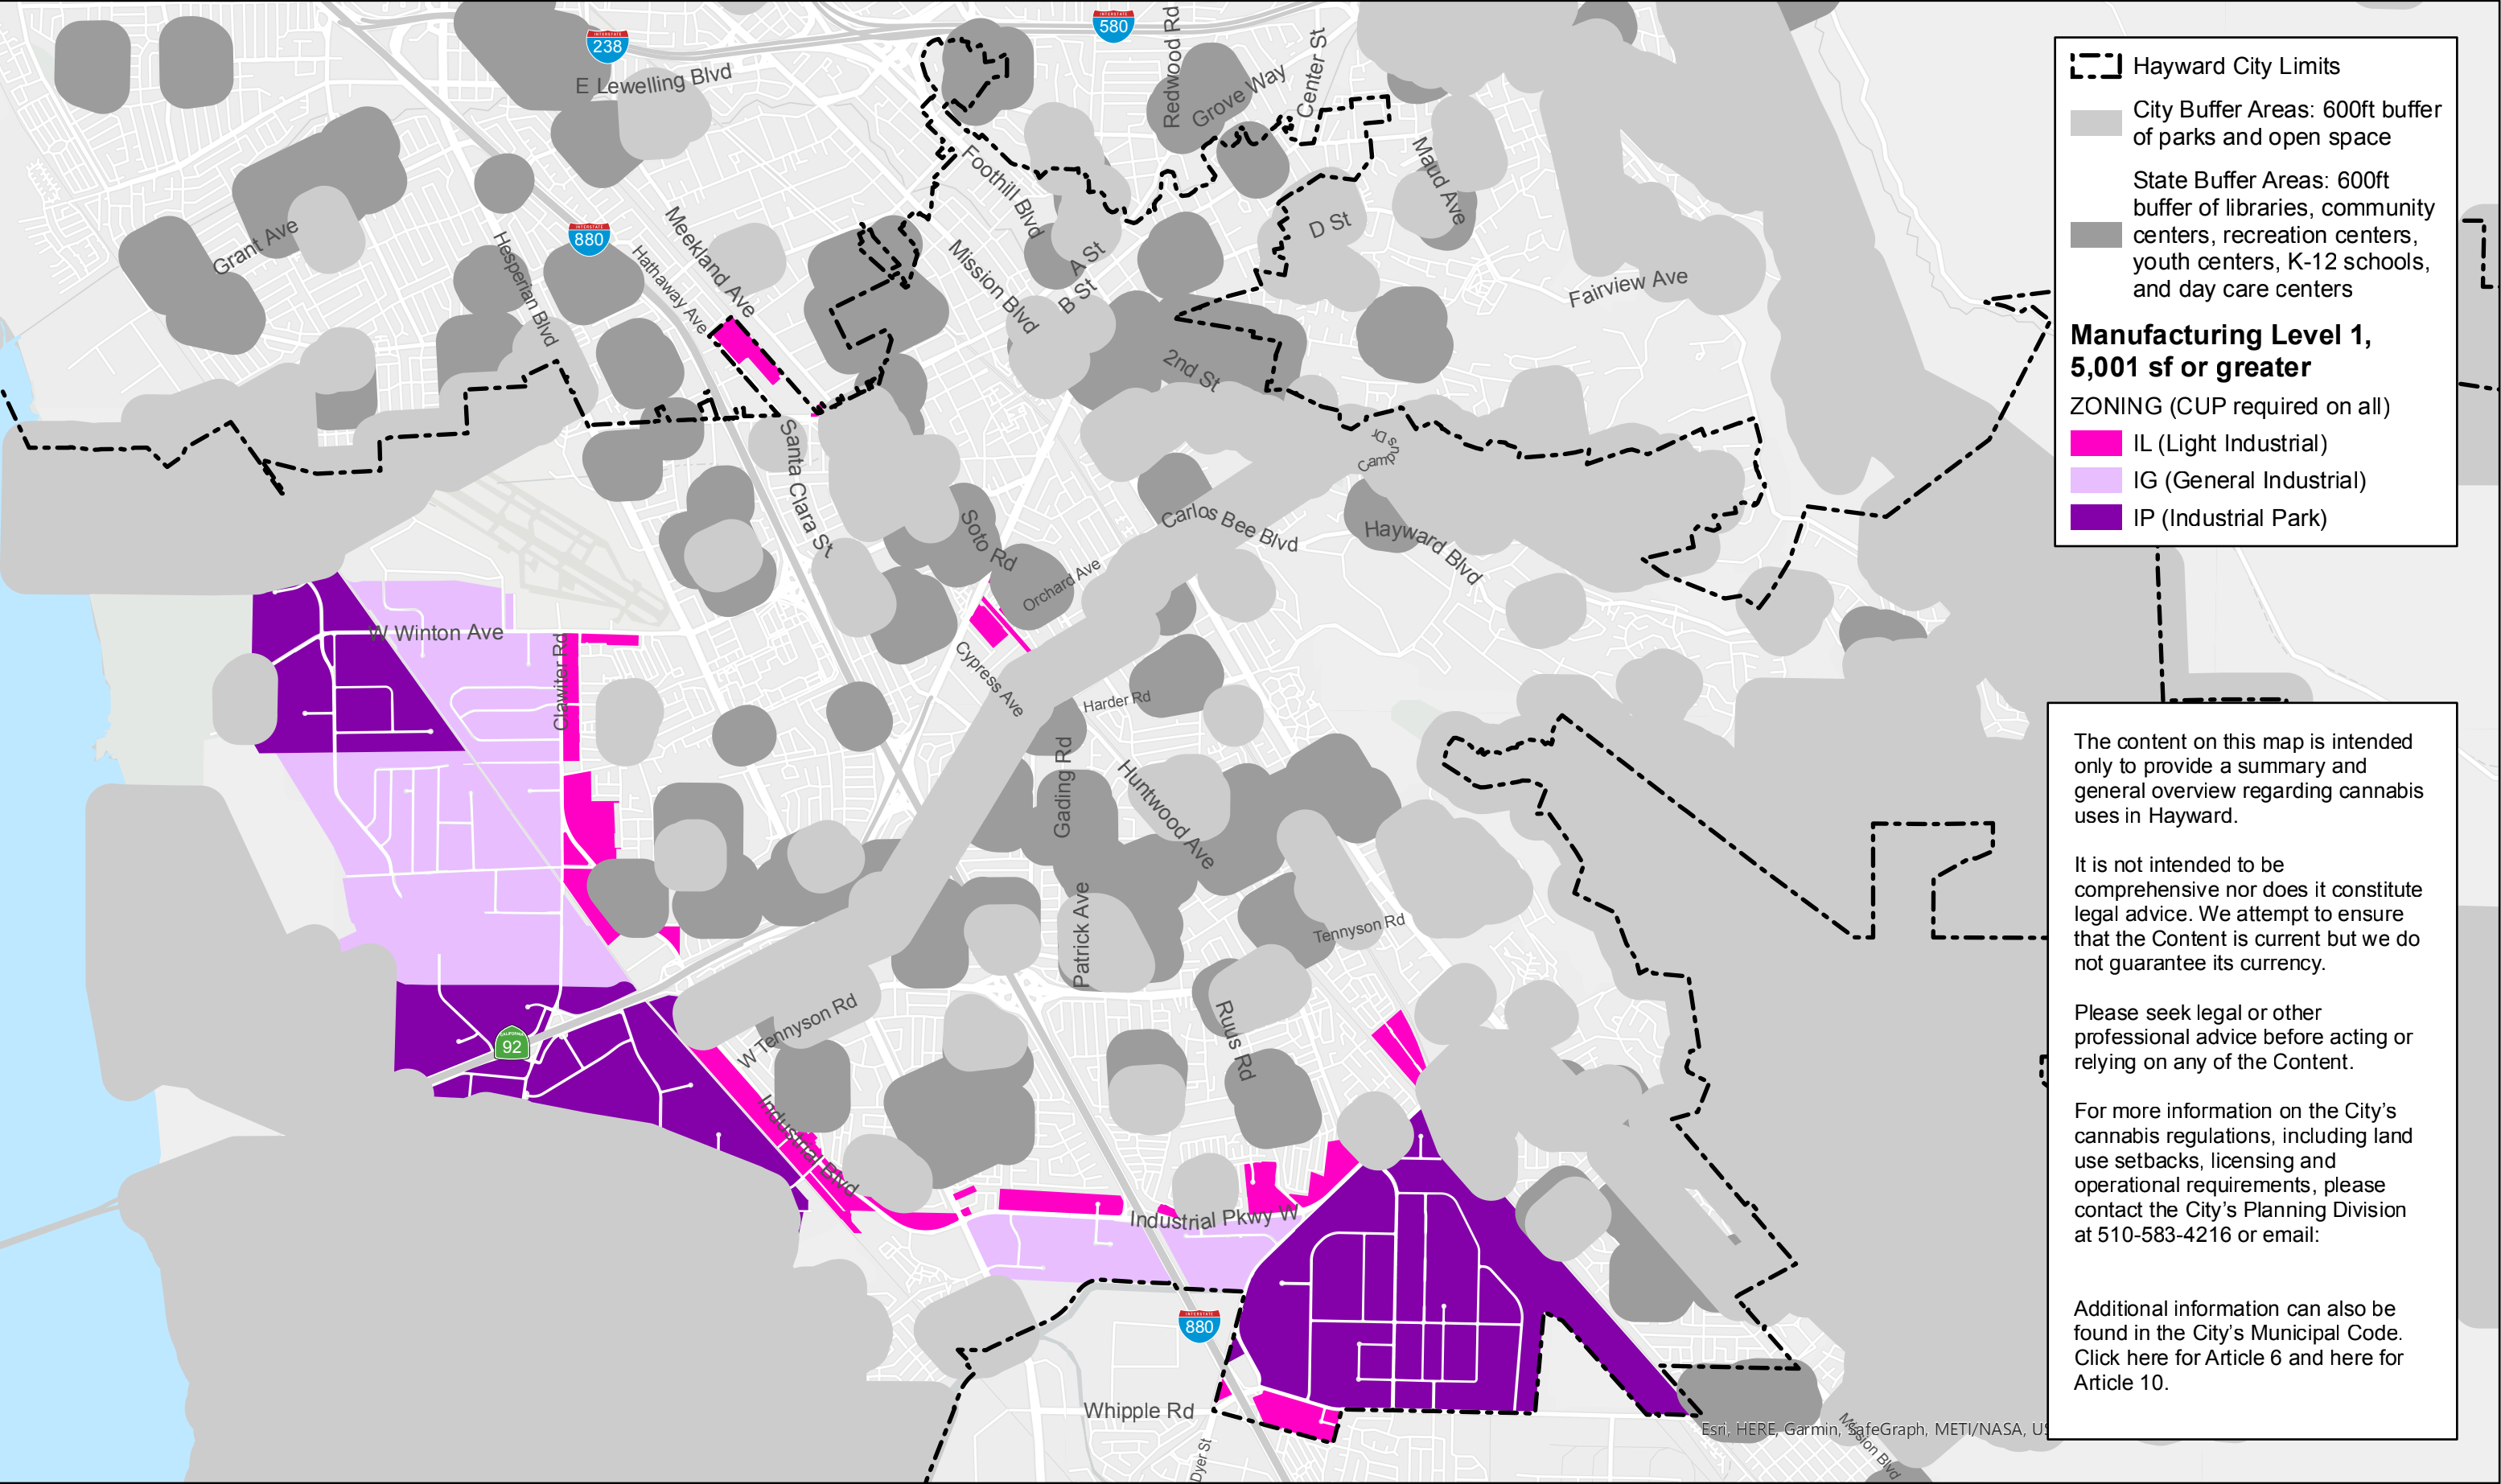 INTERSTATE
580
INTERSTATE
238
E Lewelling Blvd
Redwood Rd
Grove Way
Center St
Maud Ave
Foothill Blvd
Grant Ave
INTERSTATE
880
Hesperian Blvd
Hathaway Ave
Meekland Ave
Mission Blvd
A St
B St
D St
2nd St
Fairview Ave
Campus Dr
Santa Clara St
Soto Rd
Orchard Ave
Carlos Bee Blvd
Hayward Blvd
W Winton Ave
Clawiter Rd
Cypress Ave
Harder Rd
Gading Rd
Huntwood Ave
Patrick Ave
Tennyson Rd
W Tennyson Rd
Ruus Rd
CALIFORNIA
92
Industrial Blvd
Industrial Pkwy W
INTERSTATE
880
Whipple Rd
Dyer St
Mission Blvd
Esri, HERE, Garmin, SafeGraph, METI/NASA, US
Hayward City Limits
City Buffer Areas: 600ft buffer
of parks and open space
State Buffer Areas: 600ft
buffer of libraries, community
centers, recreation centers,
youth centers, K-12 schools,
and day care centers
Manufacturing Level 1,
5,001 sf or greater
ZONING (CUP required on all)
IL (Light Industrial)
IG (General Industrial)
IP (Industrial Park)
The content on this map is intended
only to provide a summary and
general overview regarding cannabis
uses in Hayward.
It is not intended to be
comprehensive nor does it constitute
legal advice. We attempt to ensure
that the Content is current but we do
not guarantee its currency.
Please seek legal or other
professional advice before acting or
relying on any of the Content.
For more information on the City’s
cannabis regulations, including land
use setbacks, licensing and
operational requirements, please
contact the City’s Planning Division
at 510-583-4216 or email:
Additional information can also be
found in the City’s Municipal Code.
Click here for Article 6 and here for
Article 10.